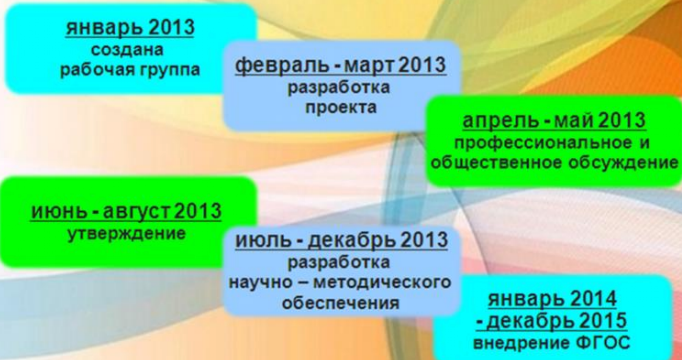 январь 2013
создана
рабочая группа
февраль - март 2013
разработка
проекта
апрель - май 2013
профессиональное и
общественное обсуждение
июнь - август 2013
утверждение
июль - декабрь 2013
разработка
научно – методического
обеспечения
январь 2014
- декабрь 2015
внедрение ФГОС